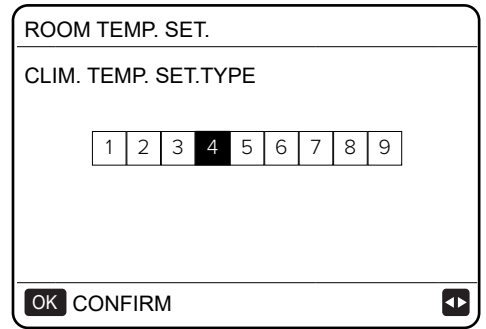 ROOM TEMP. SET.
CLIM. TEMP. SET.TYPE
1 2 3 4 5 6 7 8 9
OK CONFIRM